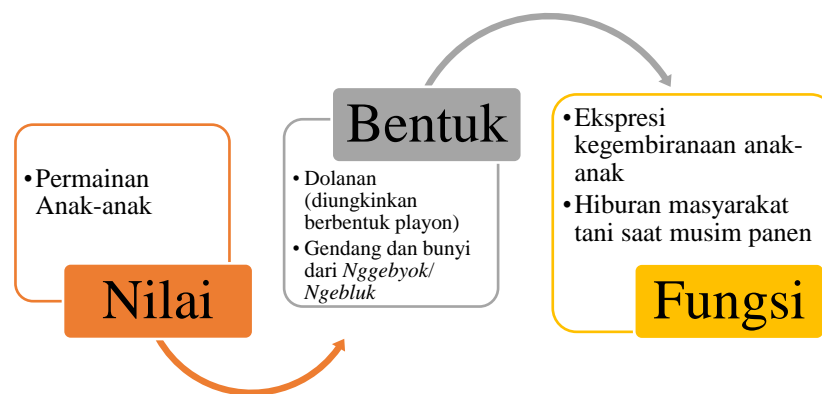 •Permainan
Anak-anak
Nilai
Bentuk
• Dolanan
(diungkinkan
berbentuk playon)
• Gendang dan bunyi
dari Nggebyok/
Ngebluk
•Ekspresi
kegembiranaan anak-
anak
•Hiburan masyarakat
tani saat musim panen
Fungsi